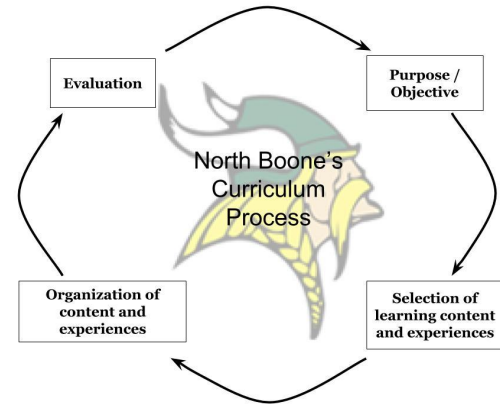 Evaluation
Purpose /
Objective
North Boone's
Curriculum
Process
Organization of
content and
experiences
Selection of
learning content
and experiences